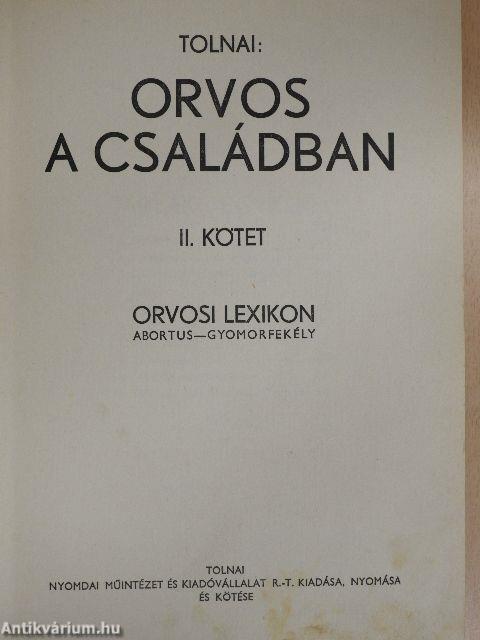 TOLNAI:
ORVOS
A CSALÁDBAN
II. KÖTET
ORVOSI LEXIKON
ABORTUS—GYOMORFEKÉLY
TOLNAI
NYOMDAI MŰINTÉZET ÉS KIADÓVÁLLALAT R.-T. KIADÁSA, NYOMÁSA
ÉS KÖTÉSE
Antikvárium.hu